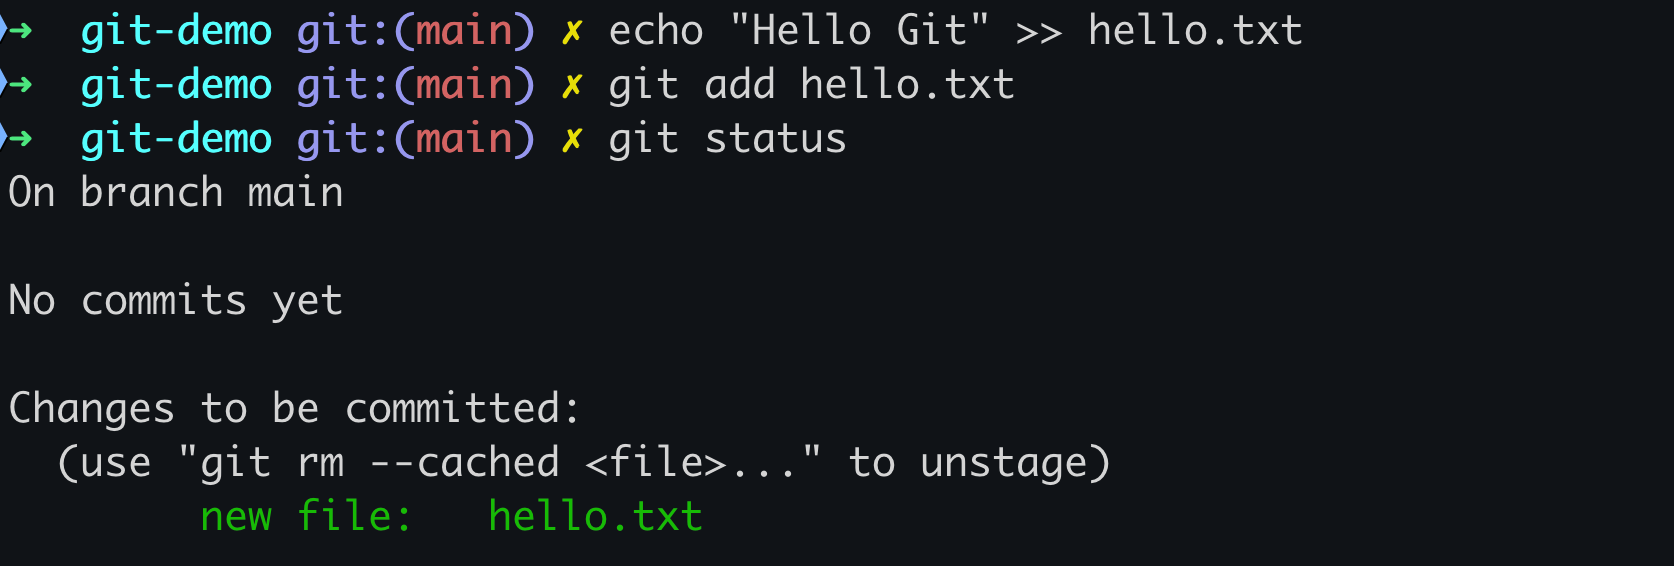 ➜  git-demo git:(main) ✗ echo "Hello Git" >> hello.txt
➜  git-demo git:(main) ✗ git add hello.txt
➜  git-demo git:(main) ✗ git status
On branch main

No commits yet

Changes to be committed:
  (use "git rm --cached <file>..." to unstage)
        new file:   hello.txt